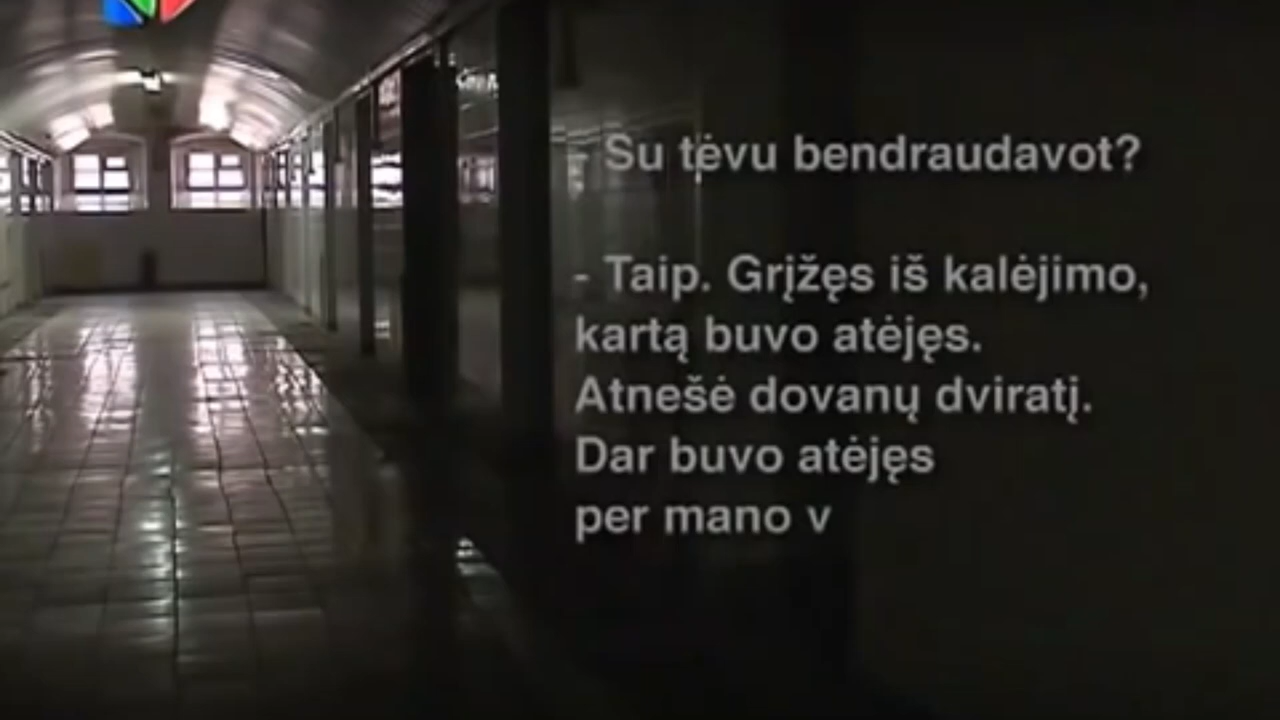 - Su tėvu bendraudavot?
- Taip. Grįžęs iš kalėjimo,
kartą buvo atėjęs.
Atnešė dovanų dviratį.
Dar buvo atėjęs
per mano v